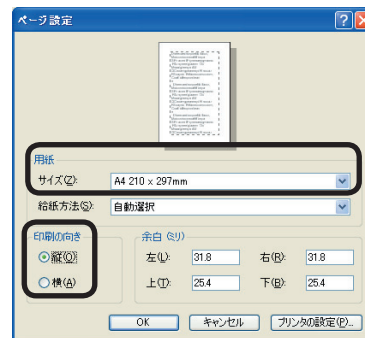 ページ設定
用紙
サイズ(Z): A4 210 x 297mm
給紙方法(S): 自動選択
印刷の向き
縦(O)
横(A)
余白 (ミリ)
左(L): 31.8 右(R): 31.8
上(T): 25.4 下(B): 25.4
OK キャンセル プリンタの設定(P)...